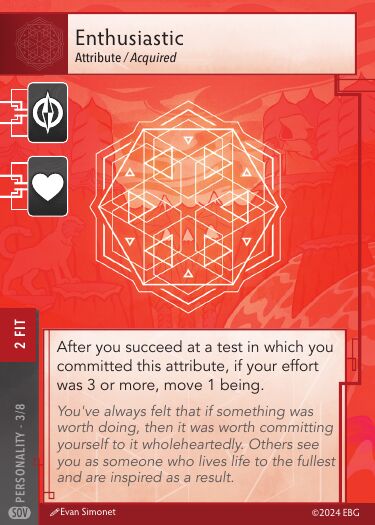 Enthusiastic
Attribute / Acquired
2 FIT
After you succeed at a test in which you
committed this attribute, if your effort
was 3 or more, move 1 being.
You've always felt that if something was
worth doing, then it was worth committing
yourself to it wholeheartedly. Others see
you as someone who lives life to the fullest
and are inspired as a result.
SOV PERSONALITY - 3/8
Evan Simonet
©2024 EBG